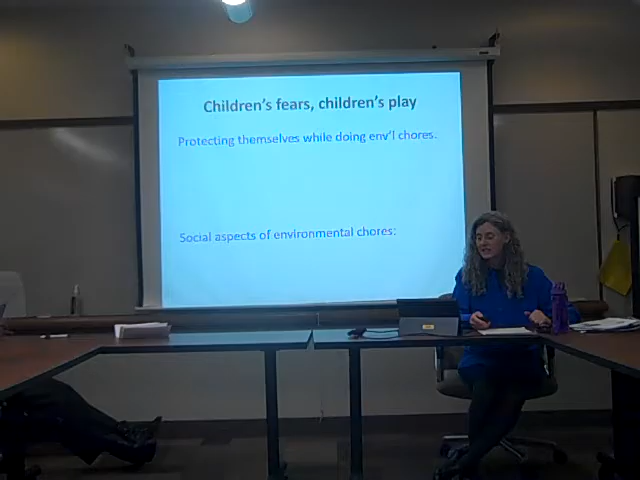 Children's fears, children's play
Protecting themselves while doing env'l chores.
Social aspects of environmental chores: